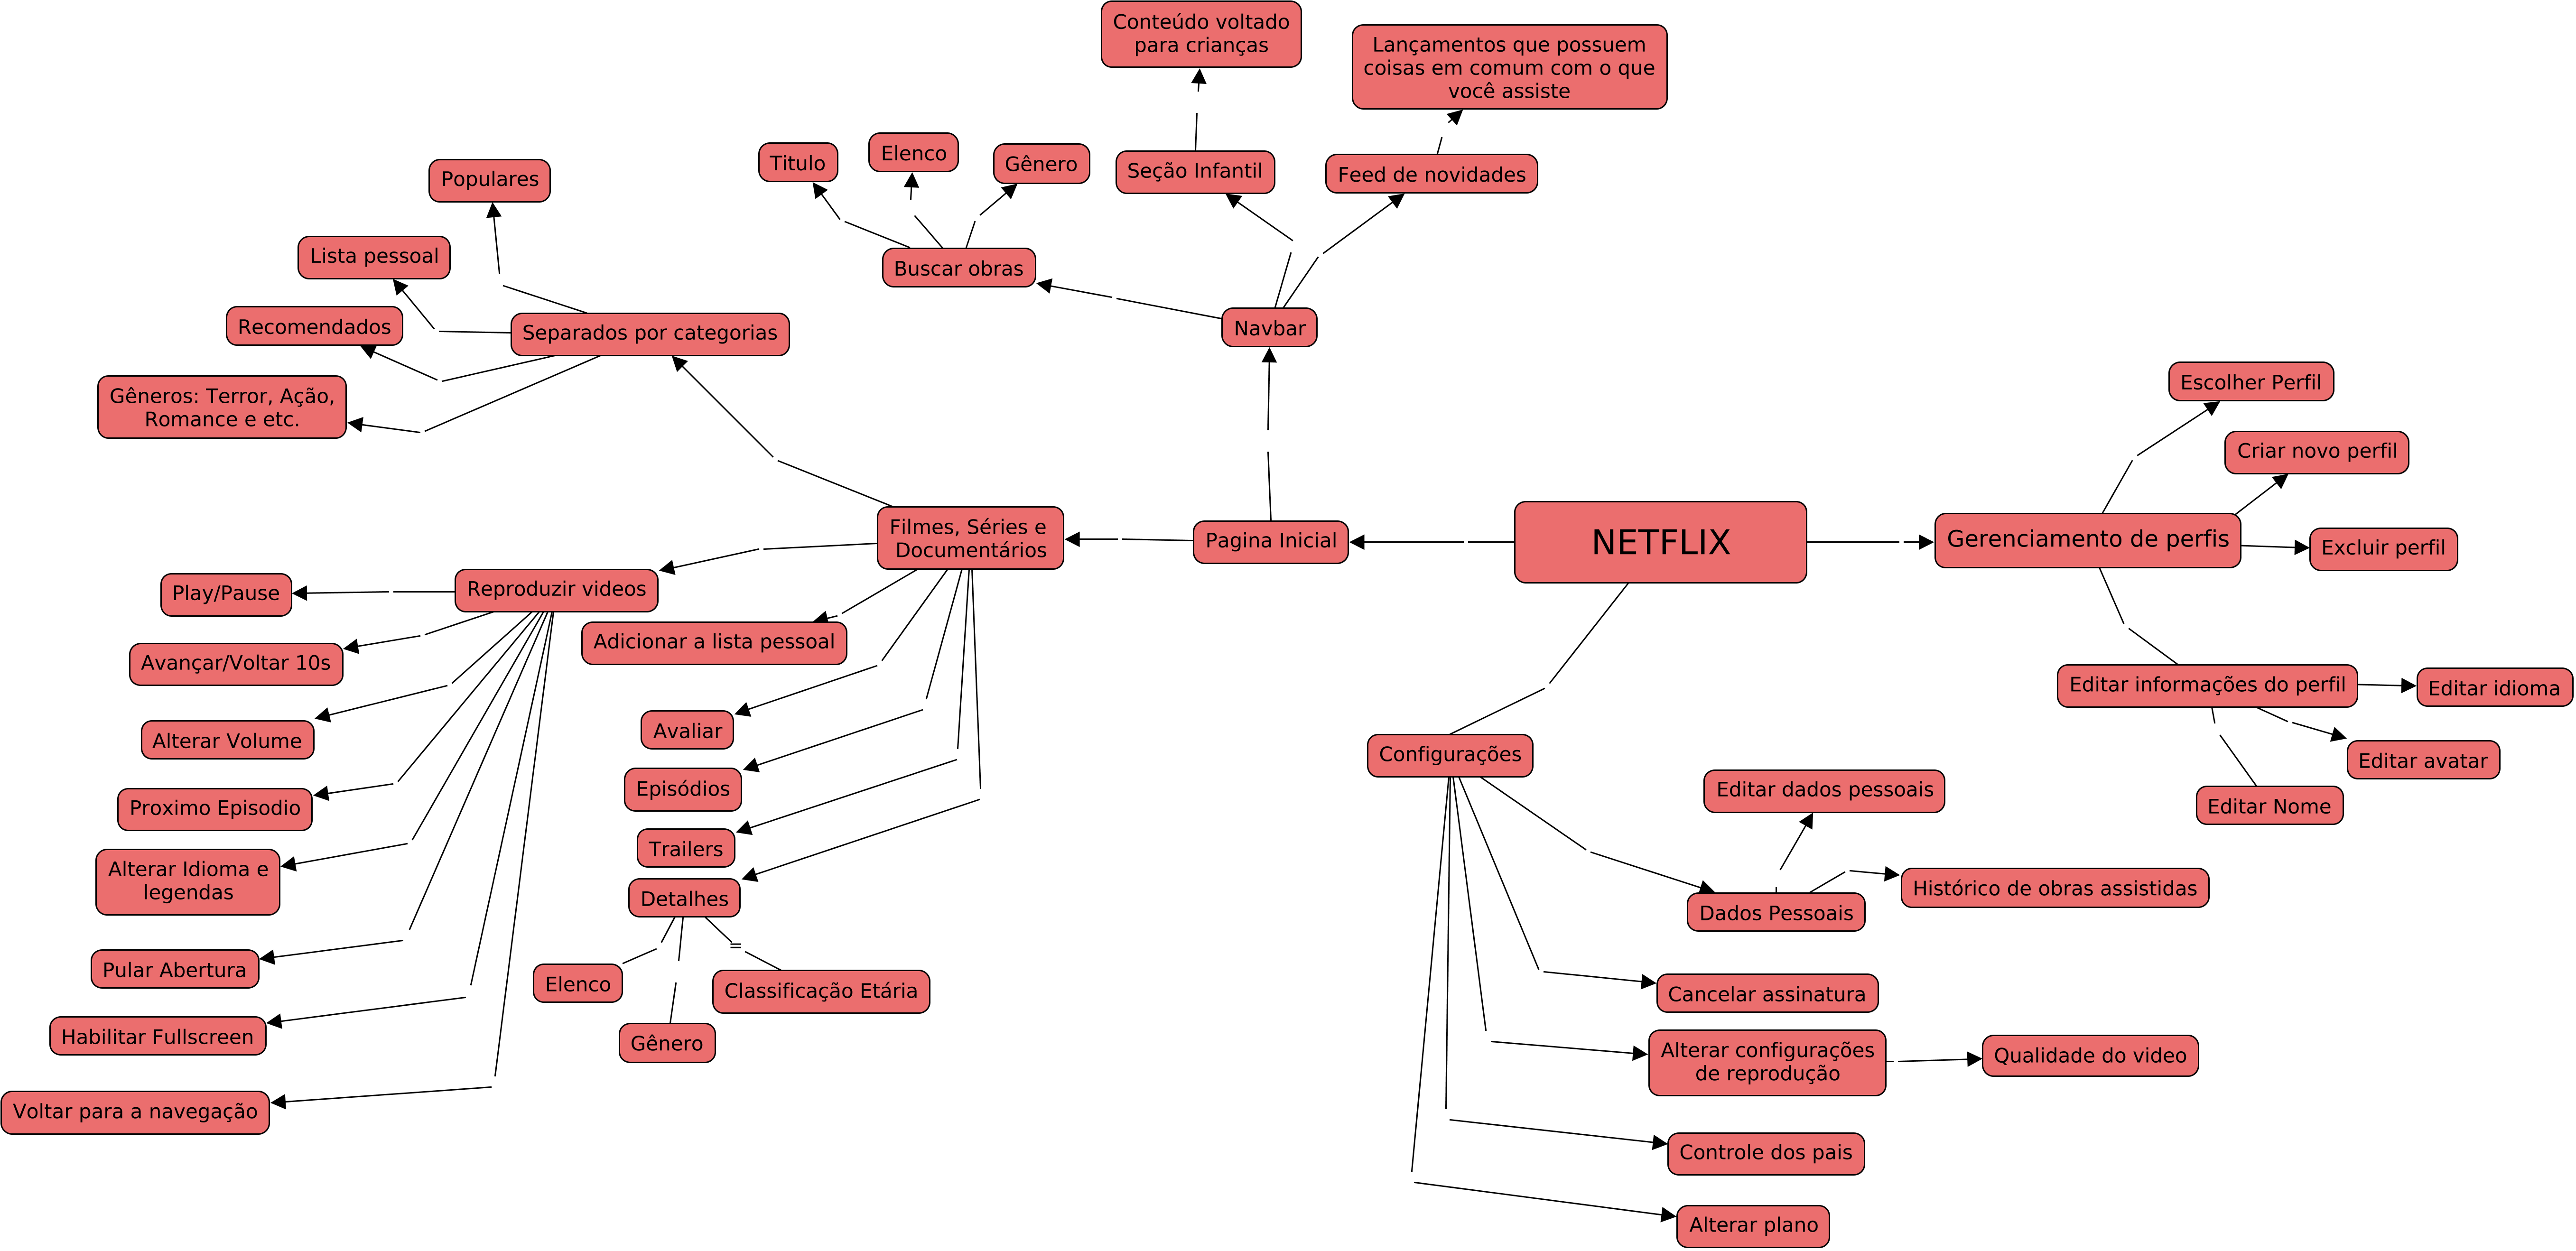 Conteúdo voltado
para crianças
Lançamentos que possuem
coisas em comum com o que
você assiste
Titulo
Elenco
Gênero
Seção Infantil
Feed de novidades
Populares
Lista pessoal
Recomendados
Gêneros: Terror, Ação,
Romance e etc.
Separados por categorias
Buscar obras
Navbar
Escolher Perfil
Criar novo perfil
Filmes, Séries e
Documentários
Pagina Inicial
NETFLIX
Gerenciamento de perfis
Excluir perfil
Play/Pause
Reproduzir videos
Adicionar a lista pessoal
Avançar/Voltar 10s
Editar informações do perfil
Editar idioma
Alterar Volume
Avaliar
Configurações
Editar avatar
Proximo Episodio
Episódios
Editar dados pessoais
Editar Nome
Alterar Idioma e
legendas
Trailers
Detalhes
Dados Pessoais
Histórico de obras assistidas
Pular Abertura
=
Elenco
Classificação Etária
Cancelar assinatura
Habilitar Fullscreen
Gênero
Alterar configurações
de reprodução
Qualidade do video
Voltar para a navegação
Controle dos pais
Alterar plano